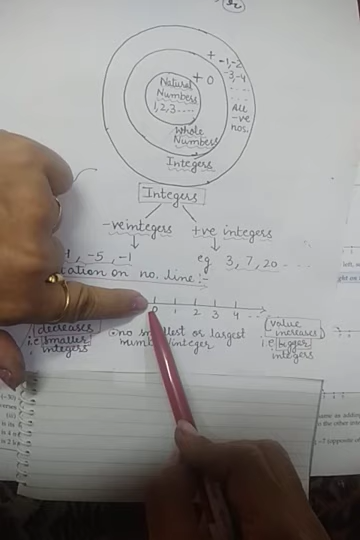 + -1, -2
-3, -4
Natural
Numbers
1, 2, 3 ....
+ 0
All
-ve
nos.
Whole
Numbers
Integers
Integers
-ve integers
+ve integers
, -5, -1
eg 3, 7, 20 ...
tation on no. line :-
0 1 2 3 4 ...
decreases
i.e smaller
integers
no smallest or largest
number/integer
(value
increases)
i.e bigger
integers